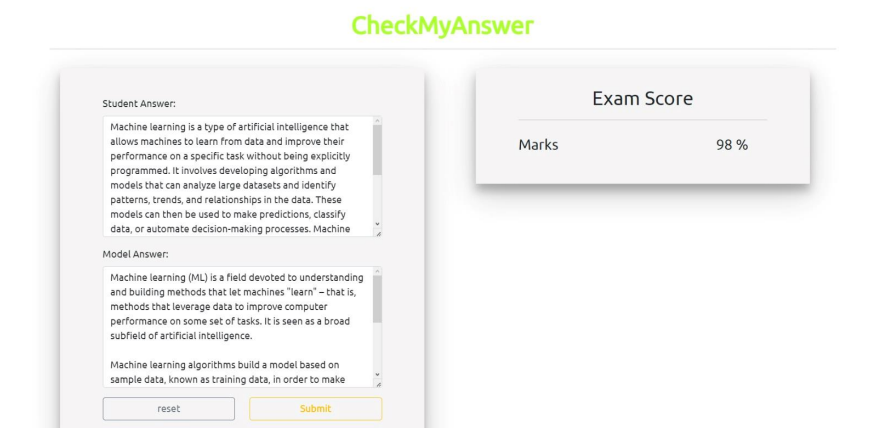 CheckMyAnswer
Student Answer:
Machine learning is a type of artificial intelligence that
allows machines to learn from data and improve their
performance on a specific task without being explicitly
programmed. It involves developing algorithms and
models that can analyze large datasets and identify
patterns, trends, and relationships in the data. These
models can then be used to make predictions, classify
data, or automate decision-making processes. Machine
Model Answer:
Machine learning (ML) is a field devoted to understanding
and building methods that let machines "learn" – that is,
methods that leverage data to improve computer
performance on some set of tasks. It is seen as a broad
subfield of artificial intelligence.
Machine learning algorithms build a model based on
sample data, known as training data, in order to make
reset
Submit
Exam Score
Marks 98 %